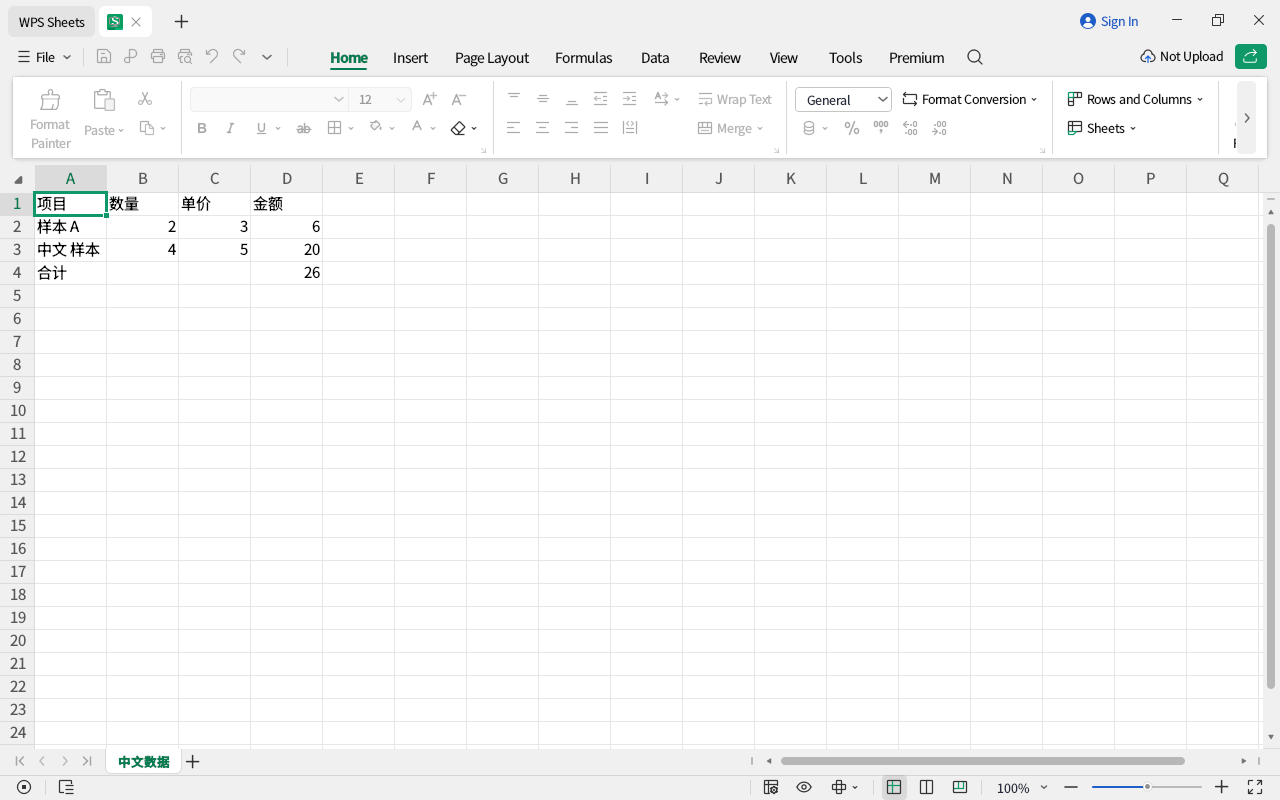 WPS Sheets
Sign In
File
Home Insert Page Layout Formulas Data Review View Tools Premium
Not Upload
Format Painter
Paste
12
A+ A-
B I U ab A
Wrap Text
Merge
General
Format Conversion
% 000 .00
Rows and Columns
Sheets
A B C D E F G H I J K L M N O P Q
1 项目 数量 单价 金额
2 样本 A 2 3 6
3 中文 样本 4 5 20
4 合计 26
5
6
7
8
9
10
11
12
13
14
15
16
17
18
19
20
21
22
23
24
中文数据
100%